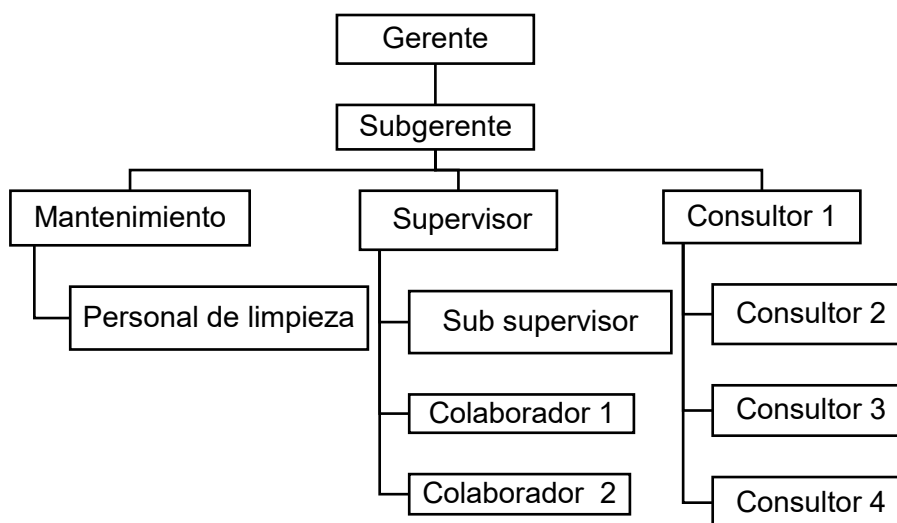 Gerente
Subgerente
Mantenimiento
Supervisor
Consultor 1
Personal de limpieza
Sub supervisor
Consultor 2
Colaborador 1
Consultor 3
Colaborador  2
Consultor 4